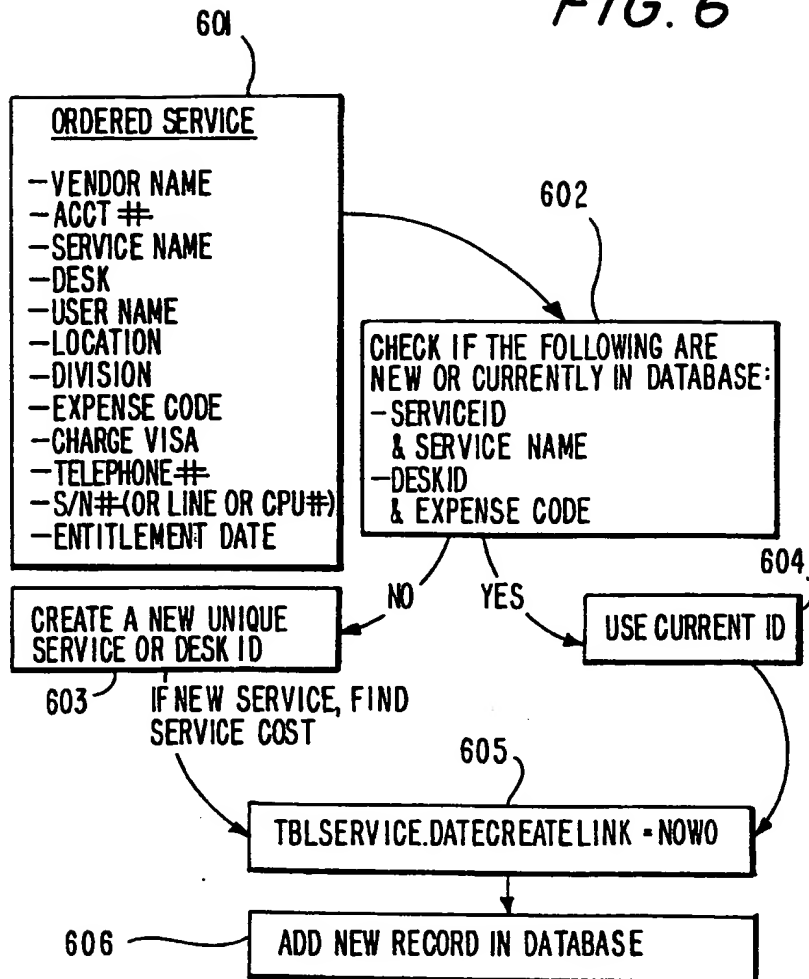 FIG. 6
601
ORDERED SERVICE
-VENDOR NAME
-ACCT #
-SERVICE NAME
-DESK
-USER NAME
-LOCATION
-DIVISION
-EXPENSE CODE
-CHARGE VISA
-TELEPHONE#
-S/N#(OR LINE OR CPU#)
-ENTITLEMENT DATE
602
CHECK IF THE FOLLOWING ARE
NEW OR CURRENTLY IN DATABASE:
-SERVICEID
& SERVICE NAME
-DESKID
& EXPENSE CODE
NO
YES
603
CREATE A NEW UNIQUE
SERVICE OR DESK ID
604
USE CURRENT ID
IF NEW SERVICE, FIND
SERVICE COST
605
TBLSERVICE.DATECREATELINK = NOWO
606
ADD NEW RECORD IN DATABASE